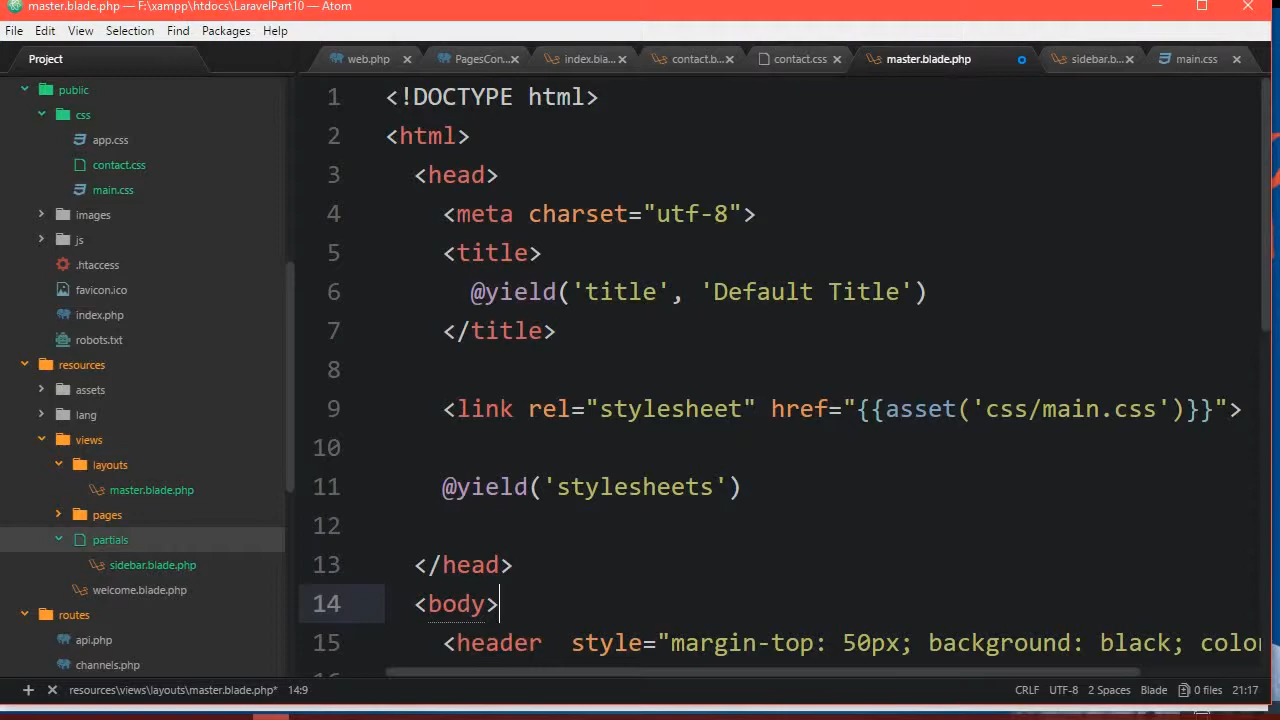 master.blade.php — F:\xampp\htdocs\LaravelPart10 — Atom
File Edit View Selection Find Packages Help
Project
web.php
PagesCon...
index.bla...
contact.b...
contact.css
master.blade.php
sidebar.b...
main.css
public
css
app.css
contact.css
main.css
images
js
.htaccess
favicon.ico
index.php
robots.txt
resources
assets
lang
views
layouts
master.blade.php
pages
partials
sidebar.blade.php
welcome.blade.php
routes
api.php
channels.php
1 <!DOCTYPE html>
2 <html>
3 <head>
4 <meta charset="utf-8">
5 <title>
6 @yield('title', 'Default Title')
7 </title>
8
9 <link rel="stylesheet" href="{{asset('css/main.css')}}">
10
11 @yield('stylesheets')
12
13 </head>
14 <body>
15 <header  style="margin-top: 50px; background: black; colo
resources\views\layouts\master.blade.php* 14:9
CRLF UTF-8 2 Spaces Blade 0 files 21:17